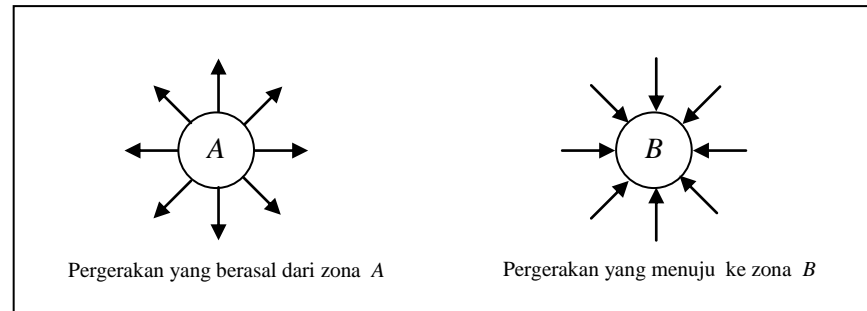 A
B
Pergerakan yang berasal dari zona A
Pergerakan yang menuju ke zona B